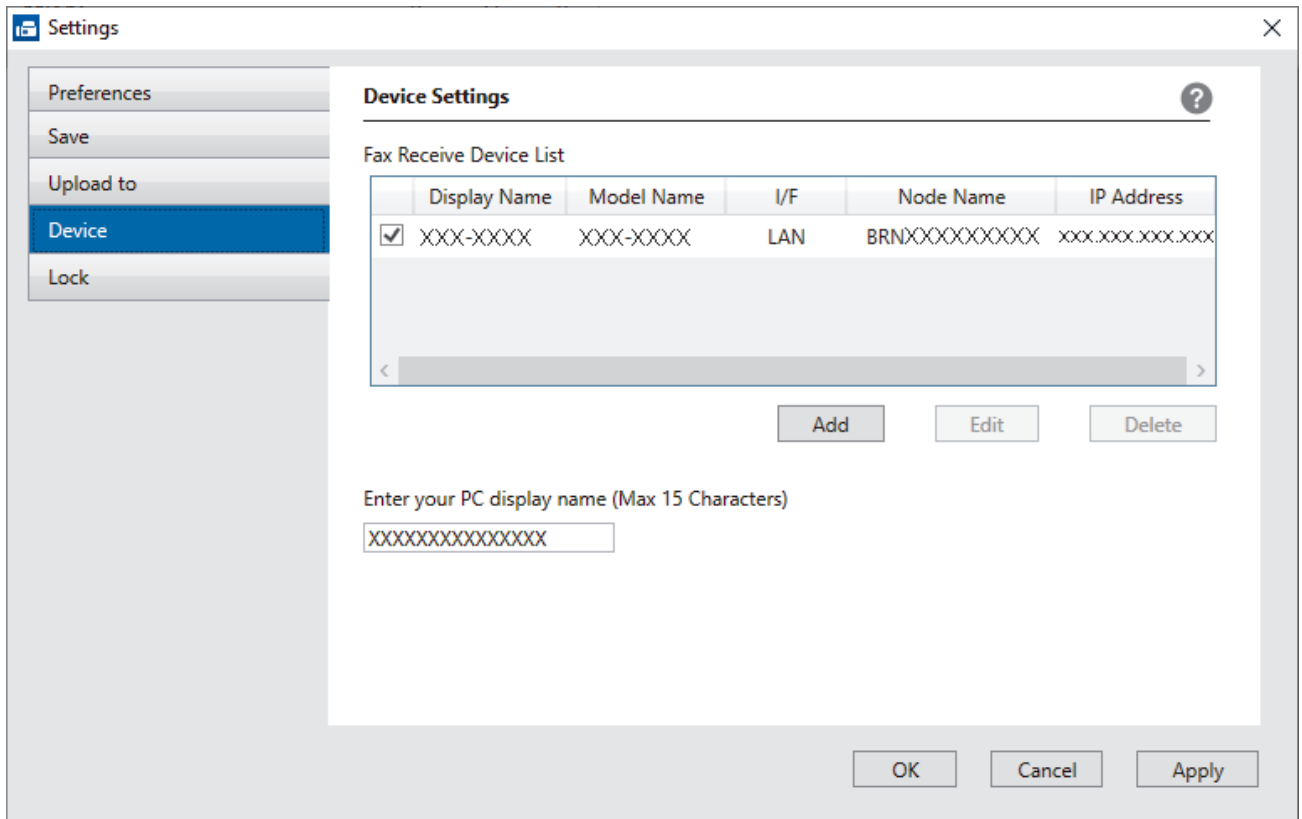 Settings
Preferences
Save
Upload to
Device
Lock
Device Settings
?
Fax Receive Device List
Display Name Model Name I/F Node Name IP Address
XXX-XXXX XXX-XXXX LAN BRNXXXXXXXXX XXX.XXX.XXX.XXX
Add Edit Delete
Enter your PC display name (Max 15 Characters)
XXXXXXXXXXXXXXX
OK Cancel Apply